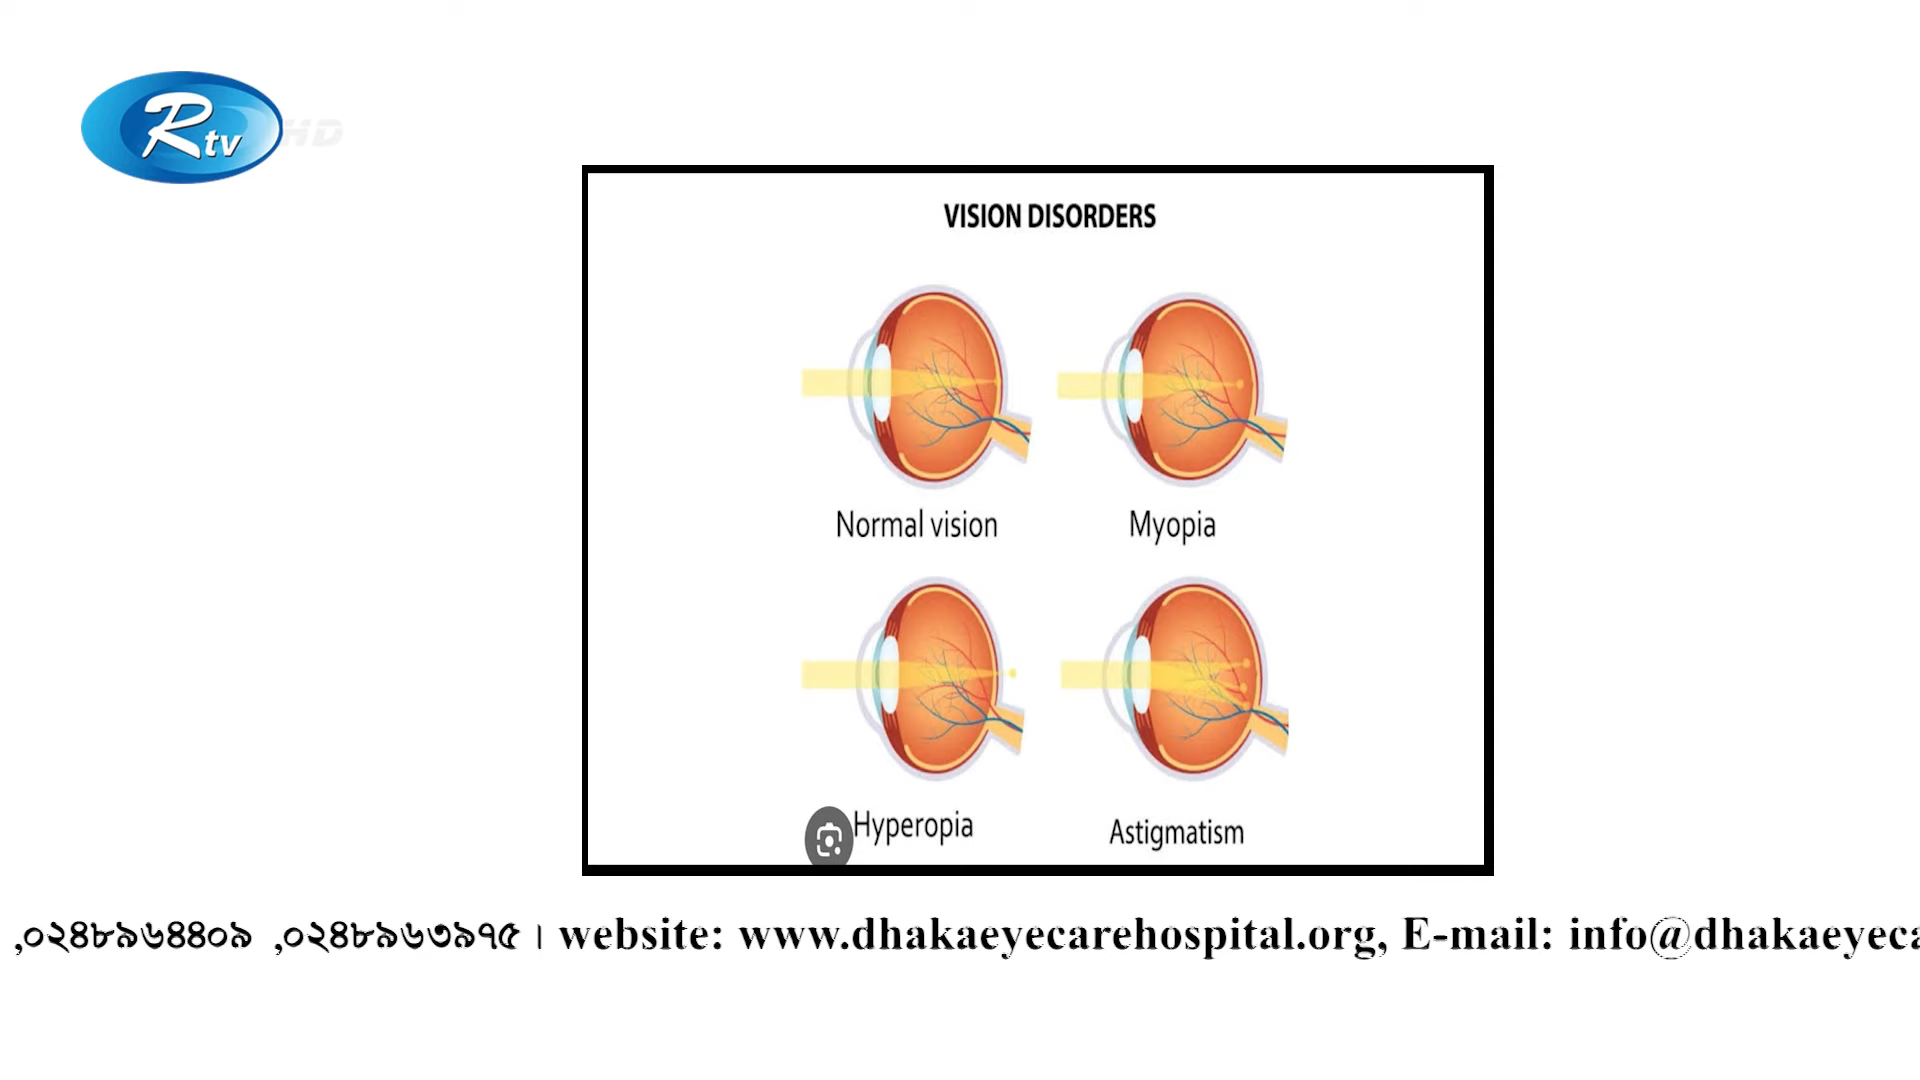 Rtv HD
VISION DISORDERS
Normal vision
Myopia
Hyperopia
Astigmatism
,০২৪৮৯৬৪৪০৯ ,০২৪৮৯৬৩৯৭৫ । website: www.dhakaeyecarehospital.org, E-mail: info@dhakaeyeca